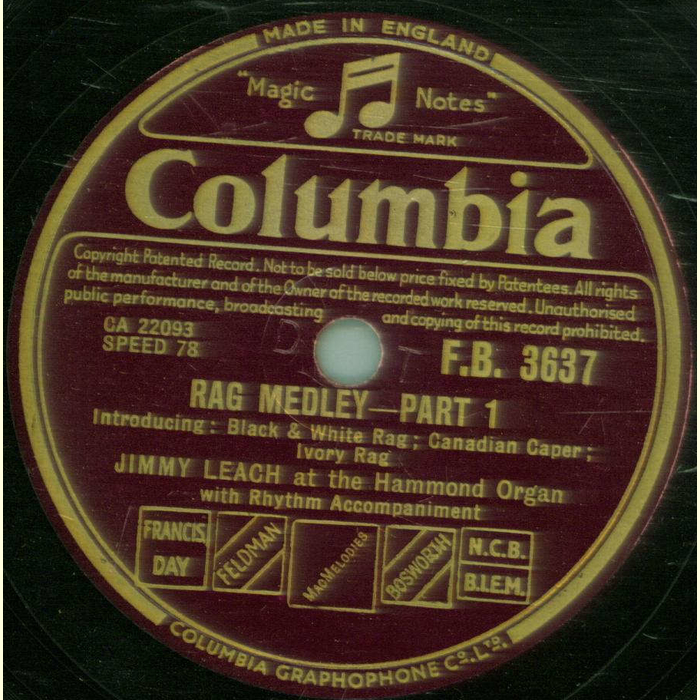 MADE IN ENGLAND
"Magic Notes"
TRADE MARK
Columbia
Copyright Patented Record. Not to be sold below price fixed by Patentees. All rights
of the manufacturer and of the Owner of the recorded work reserved. Unauthorised
public performance, broadcasting and copying of this record prohibited.
CA 22093
SPEED 78
F.B. 3637
RAG MEDLEY—PART 1
Introducing: Black & White Rag; Canadian Caper;
Ivory Rag
JIMMY LEACH at the Hammond Organ
with Rhythm Accompaniment
FRANCIS
DAY
FELDMAN
MACMELODIES
BOSWORTH
N.C.B.
B.I.E.M.
COLUMBIA GRAPHOPHONE Co. LTD.